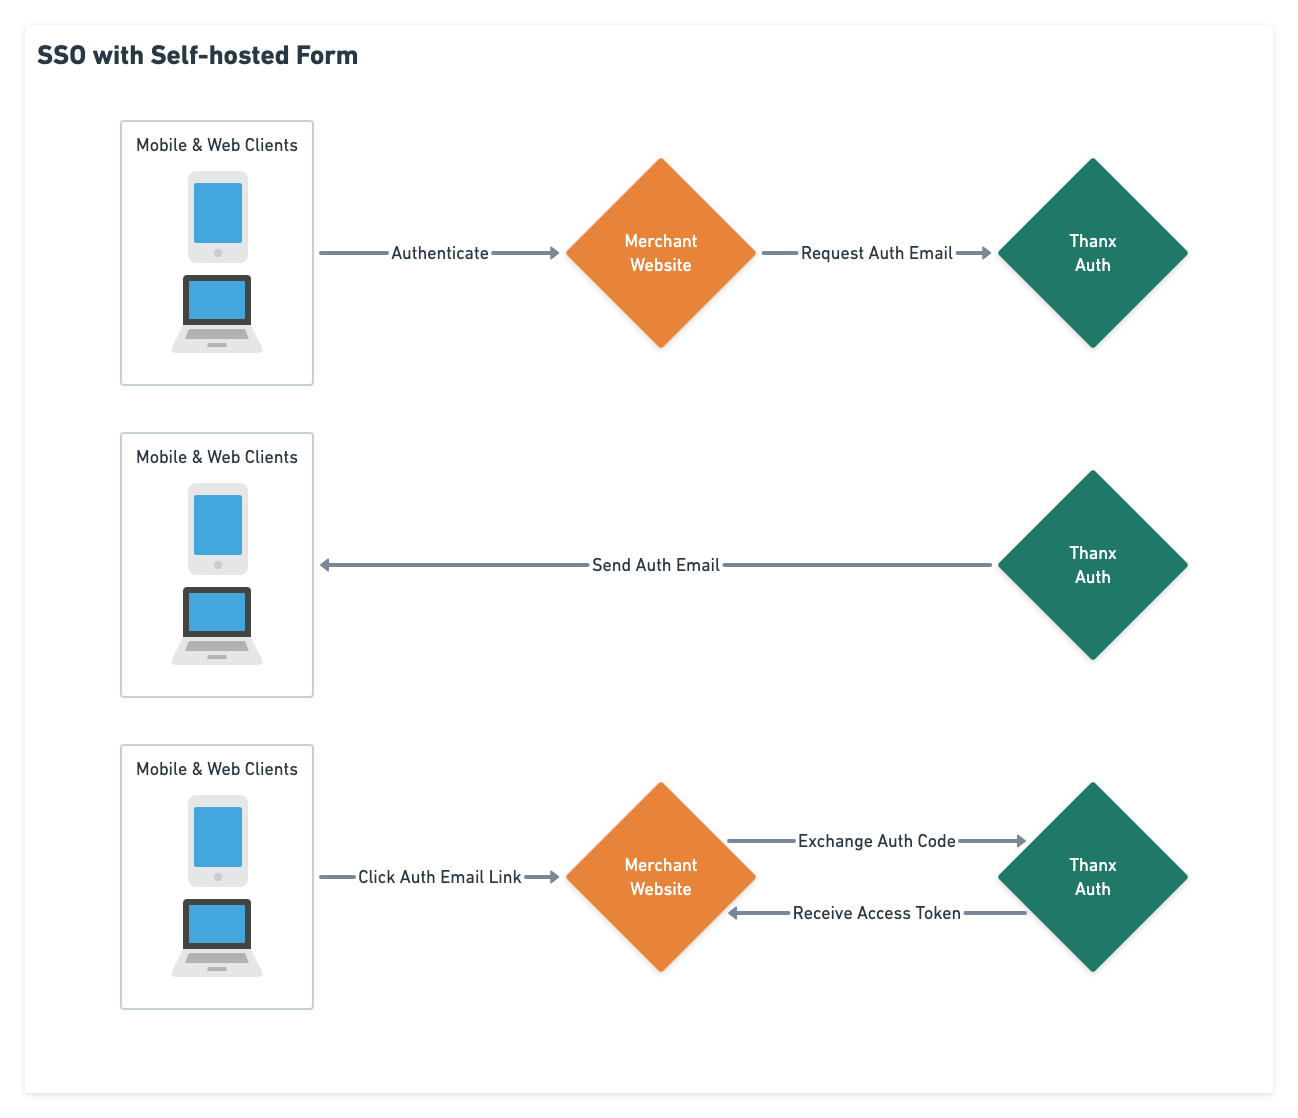 SSO with Self-hosted Form
Mobile & Web Clients
Authenticate
Merchant
Website
Request Auth Email
Thanx
Auth
Mobile & Web Clients
Send Auth Email
Thanx
Auth
Mobile & Web Clients
Click Auth Email Link
Merchant
Website
Exchange Auth Code
Receive Access Token
Thanx
Auth